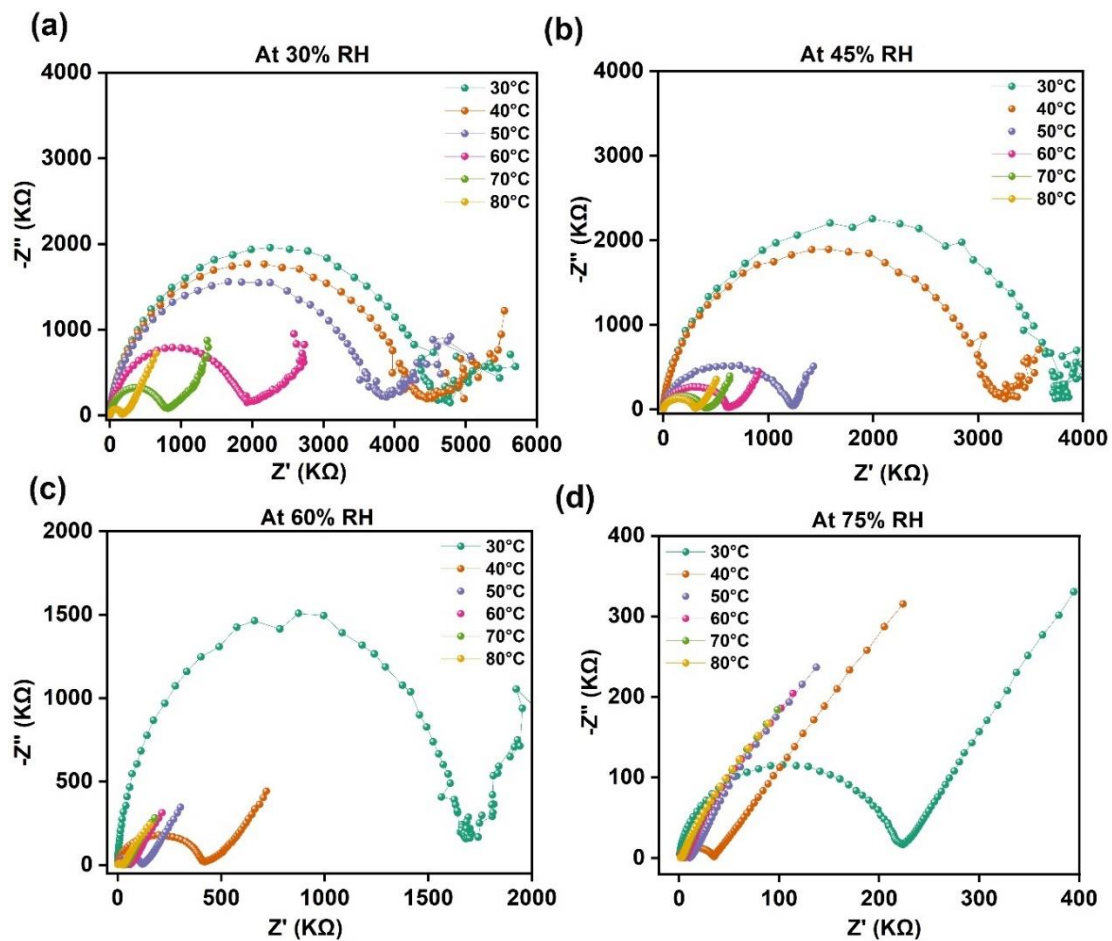 (a)
At 30% RH
4000
3000
2000
1000
0
-Z'' (KΩ)
30°C
40°C
50°C
60°C
70°C
80°C
0 1000 2000 3000 4000 5000 6000
Z' (KΩ)
(b)
At 45% RH
4000
3000
2000
1000
0
-Z'' (KΩ)
30°C
40°C
50°C
60°C
70°C
80°C
0 1000 2000 3000 4000
Z' (KΩ)
(c)
At 60% RH
2000
1500
1000
500
0
-Z'' (KΩ)
30°C
40°C
50°C
60°C
70°C
80°C
0 500 1000 1500 2000
Z' (KΩ)
(d)
At 75% RH
400
300
200
100
0
-Z'' (KΩ)
30°C
40°C
50°C
60°C
70°C
80°C
0 100 200 300 400
Z' (KΩ)